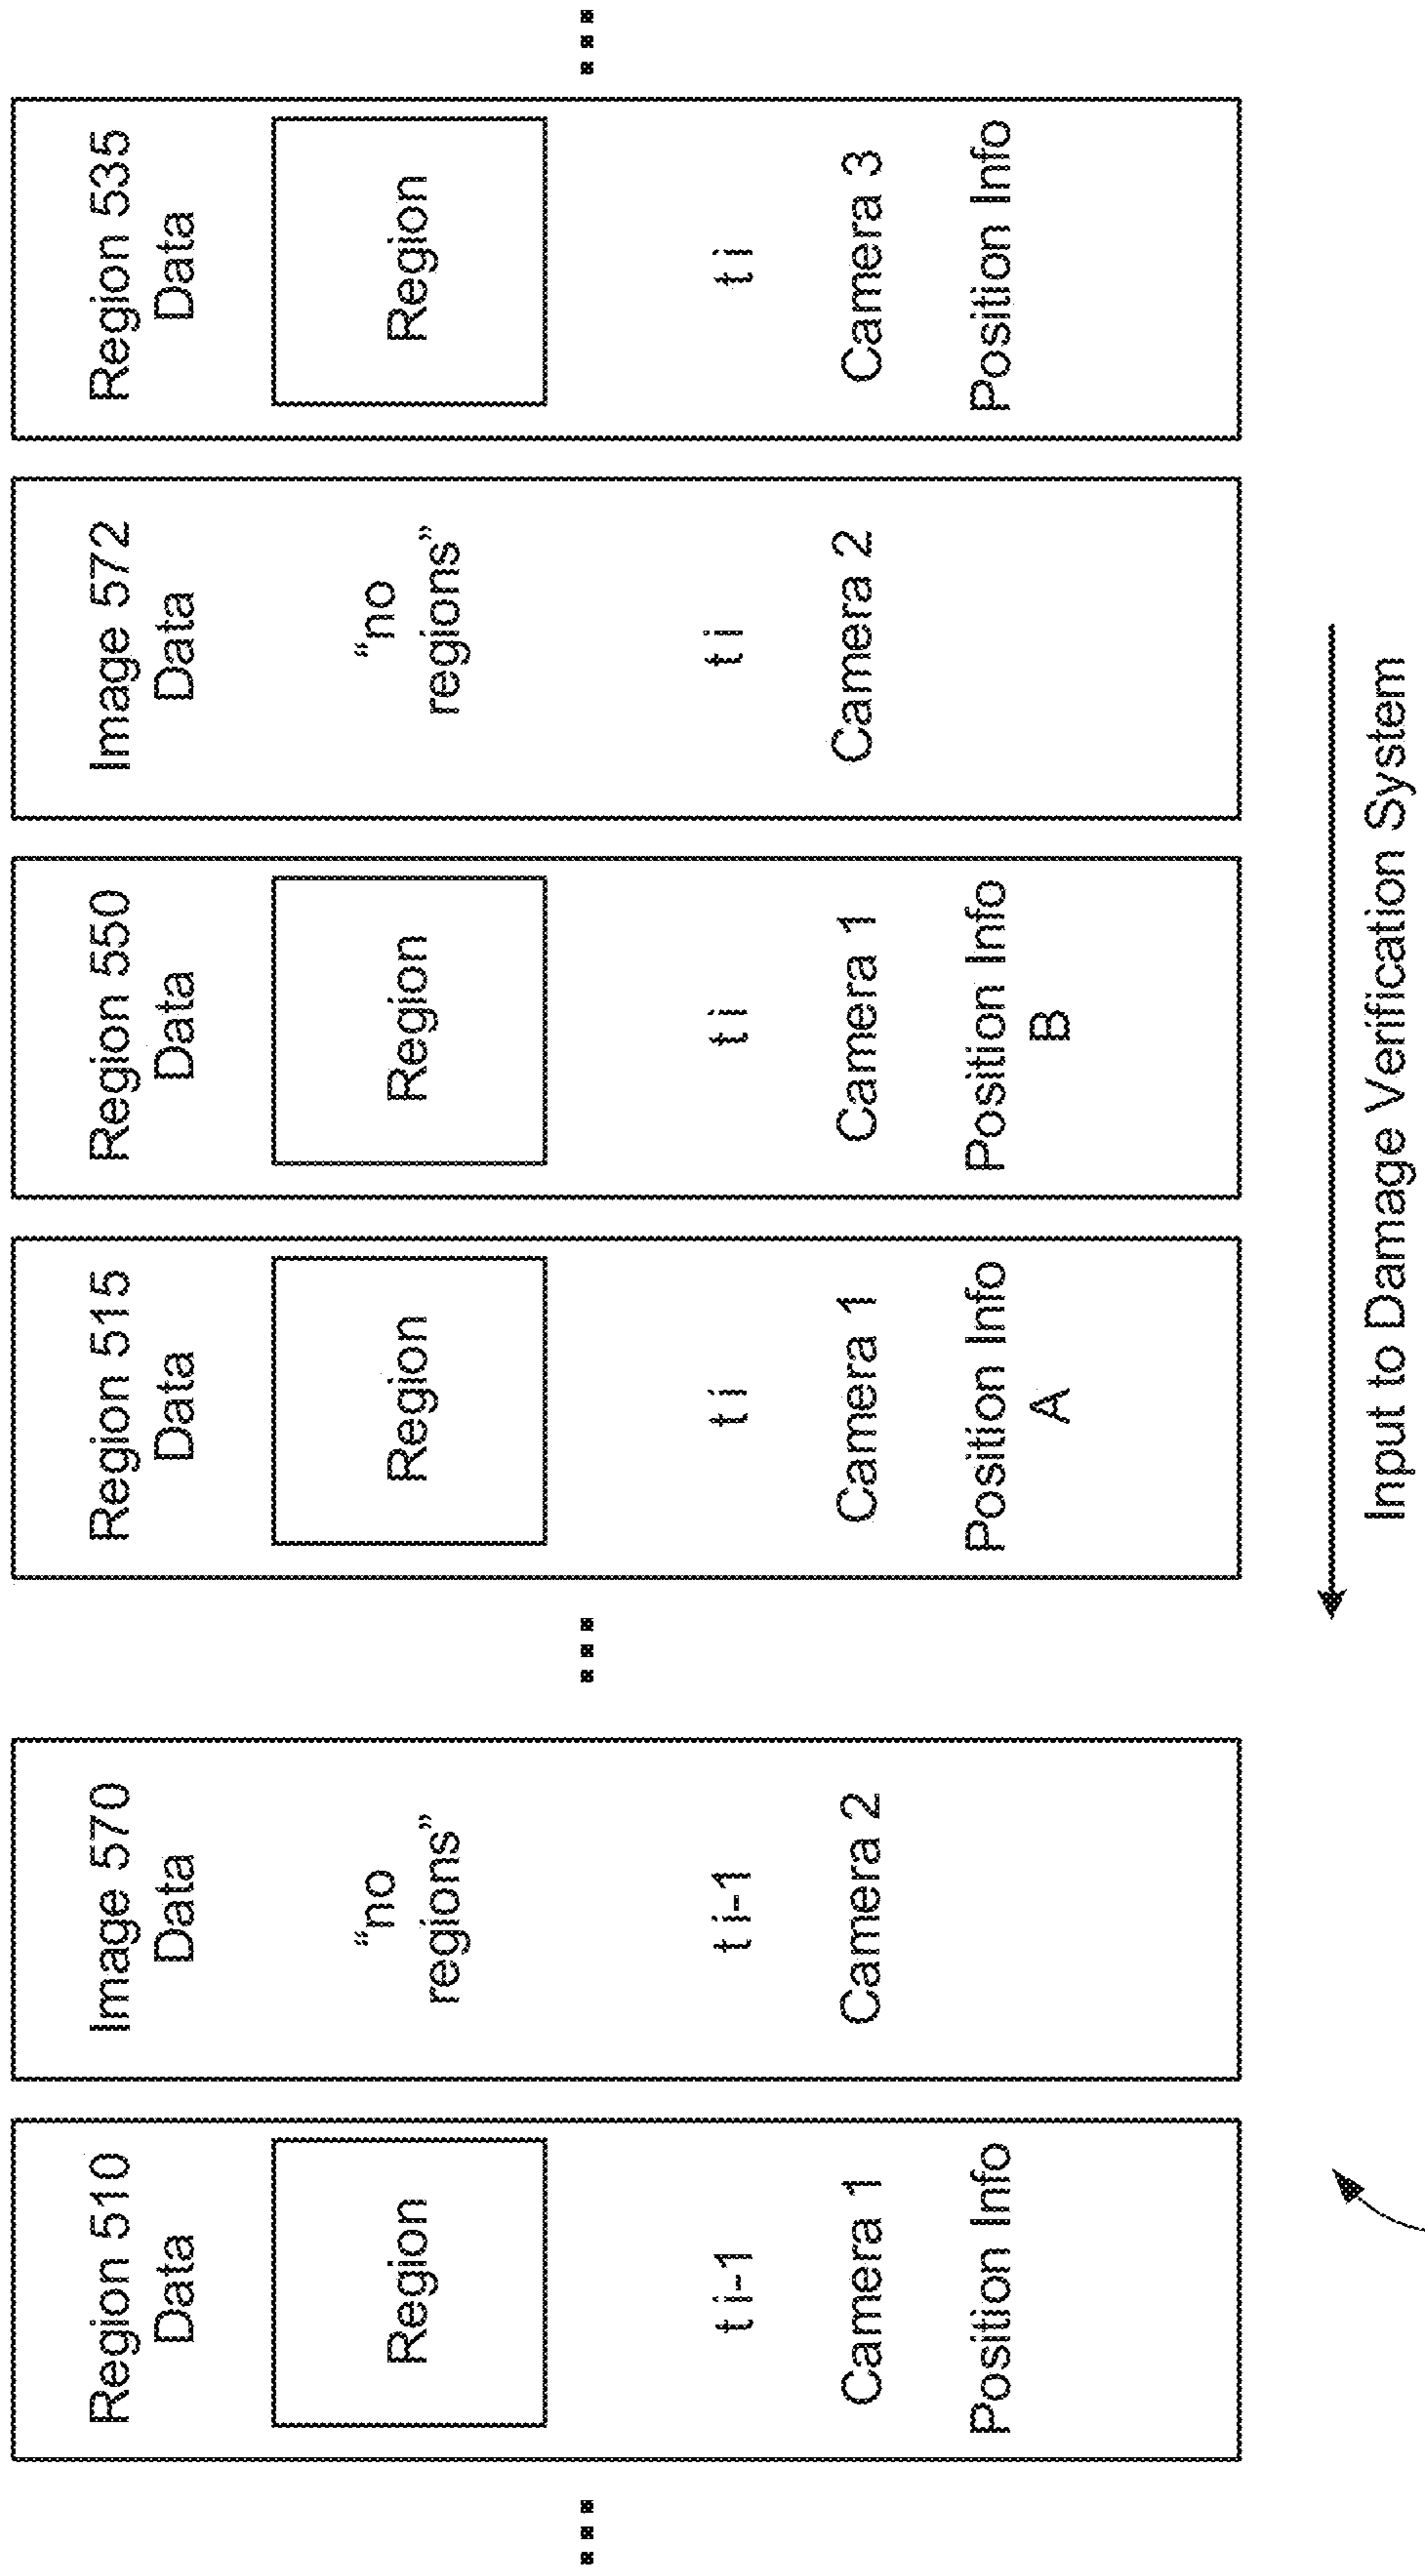 Region 510
Data
Region
t i-1
Camera 1
Position Info
Image 570
Data
“no
regions”
t i-1
Camera 2
Region 515
Data
Region
t i
Camera 1
Position Info
A
Region 550
Data
Region
t i
Camera 1
Position Info
B
Image 572
Data
“no
regions”
t i
Camera 2
Region 535
Data
Region
t i
Camera 3
Position Info
Input to Damage Verification System